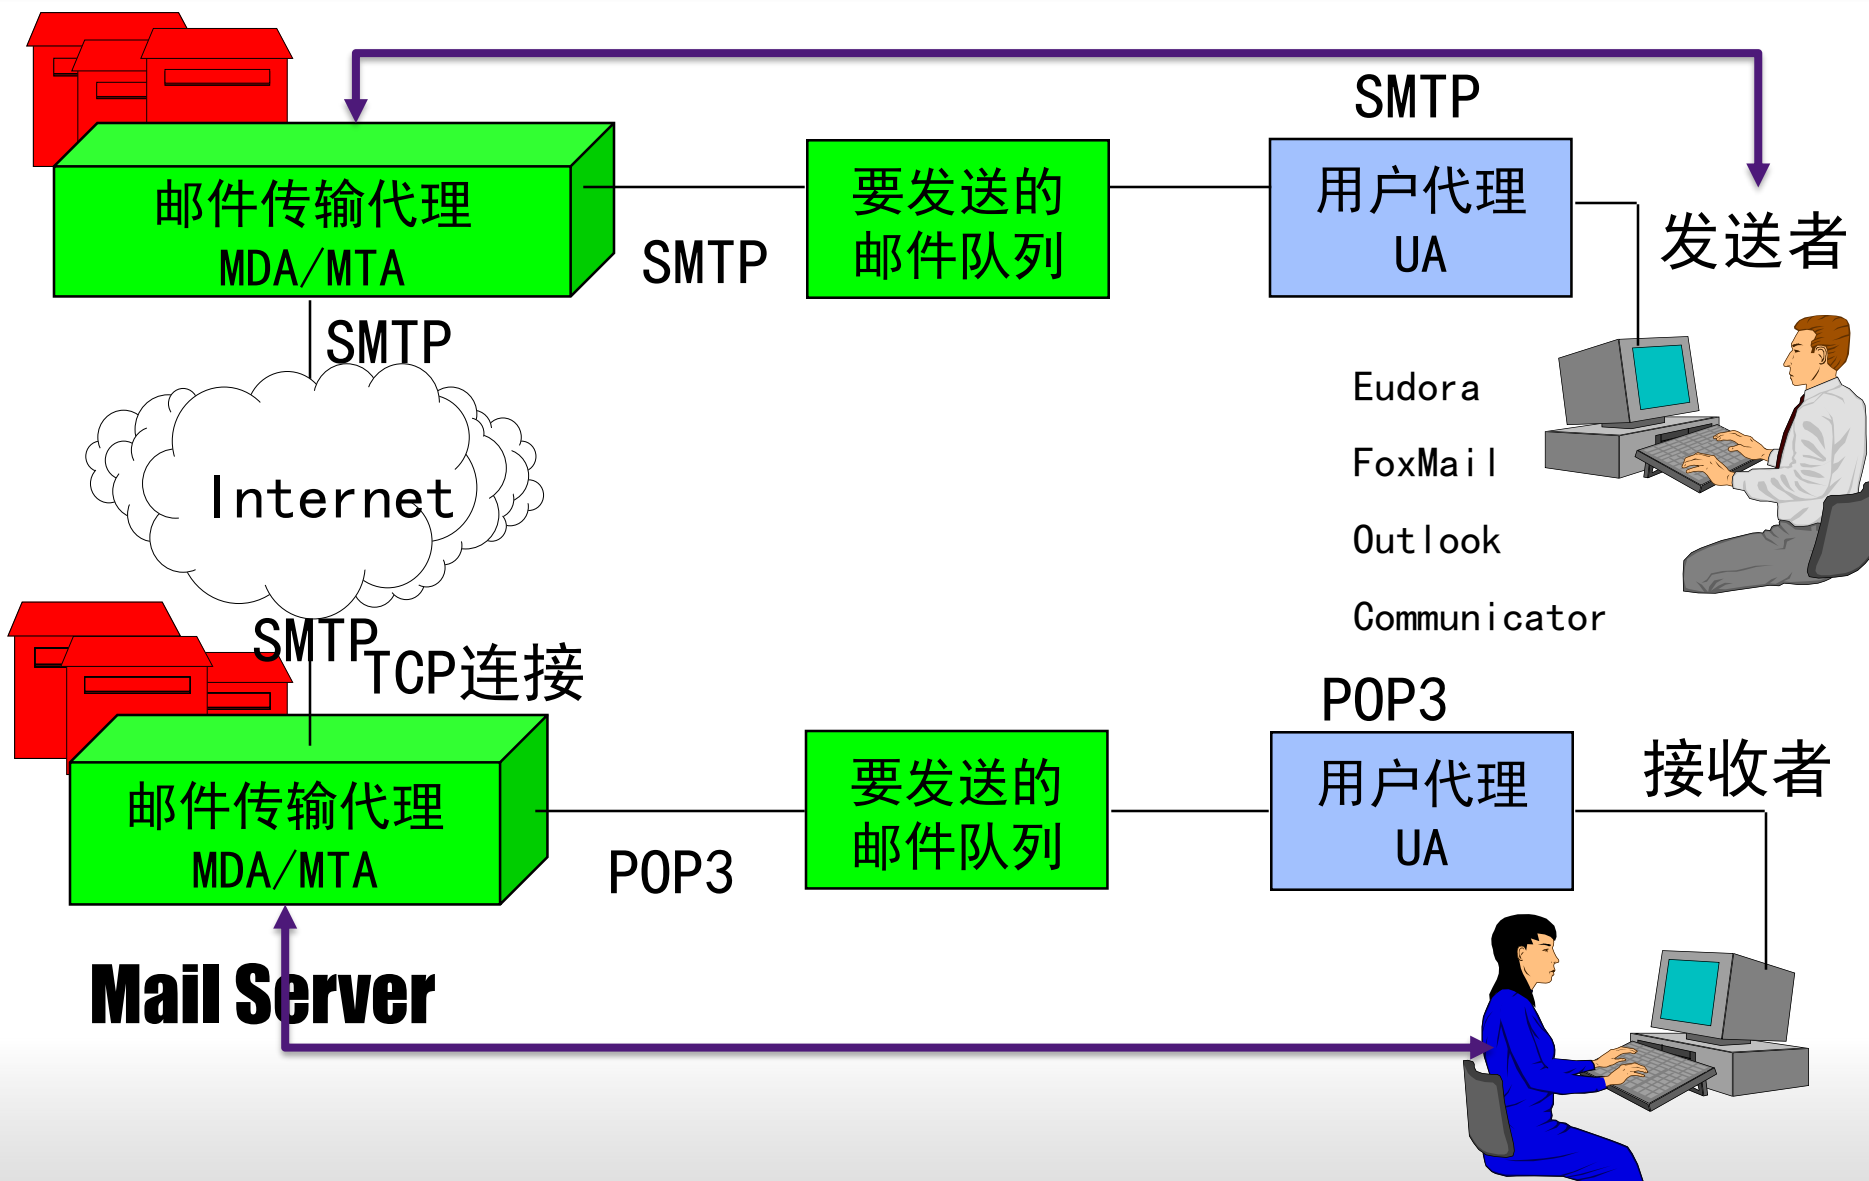 SMTP
邮件传输代理
MDA/MTA
SMTP
要发送的
邮件队列
用户代理
UA
发送者
SMTP
Internet
Eudora
FoxMail
Outlook
Communicator
SMTP
TCP连接
POP3
邮件传输代理
MDA/MTA
POP3
要发送的
邮件队列
用户代理
UA
接收者
Mail Server